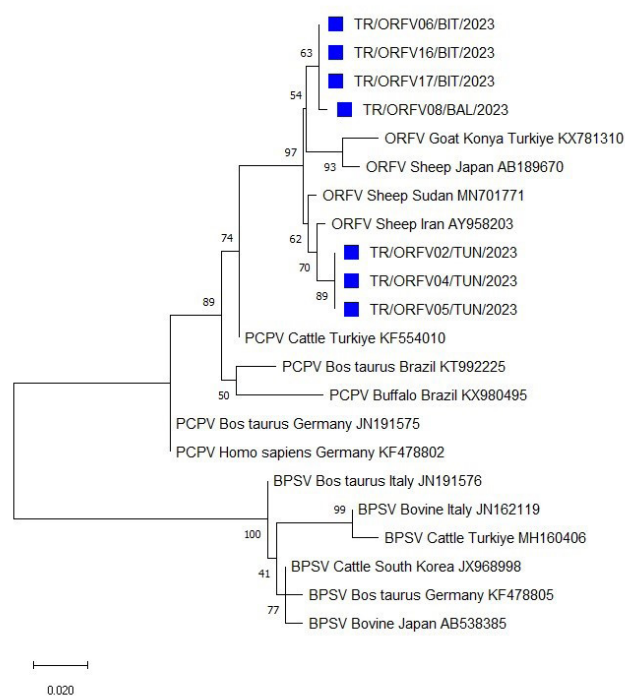 TR/ORFV06/BIT/2023
63
TR/ORFV16/BIT/2023
TR/ORFV17/BIT/2023
54
TR/ORFV08/BAL/2023
ORFV Goat Konya Turkiye KX781310
97
93
ORFV Sheep Japan AB189670
ORFV Sheep Sudan MN701771
ORFV Sheep Iran AY958203
74
62
TR/ORFV02/TUN/2023
70
TR/ORFV04/TUN/2023
89
TR/ORFV05/TUN/2023
89
PCPV Cattle Turkiye KF554010
PCPV Bos taurus Brazil KT992225
50
PCPV Buffalo Brazil KX980495
PCPV Bos taurus Germany JN191575
PCPV Homo sapiens Germany KF478802
BPSV Bos taurus Italy JN191576
99
BPSV Bovine Italy JN162119
100
BPSV Cattle Turkiye MH160406
BPSV Cattle South Korea JX968998
41
BPSV Bos taurus Germany KF478805
77
BPSV Bovine Japan AB538385
0.020